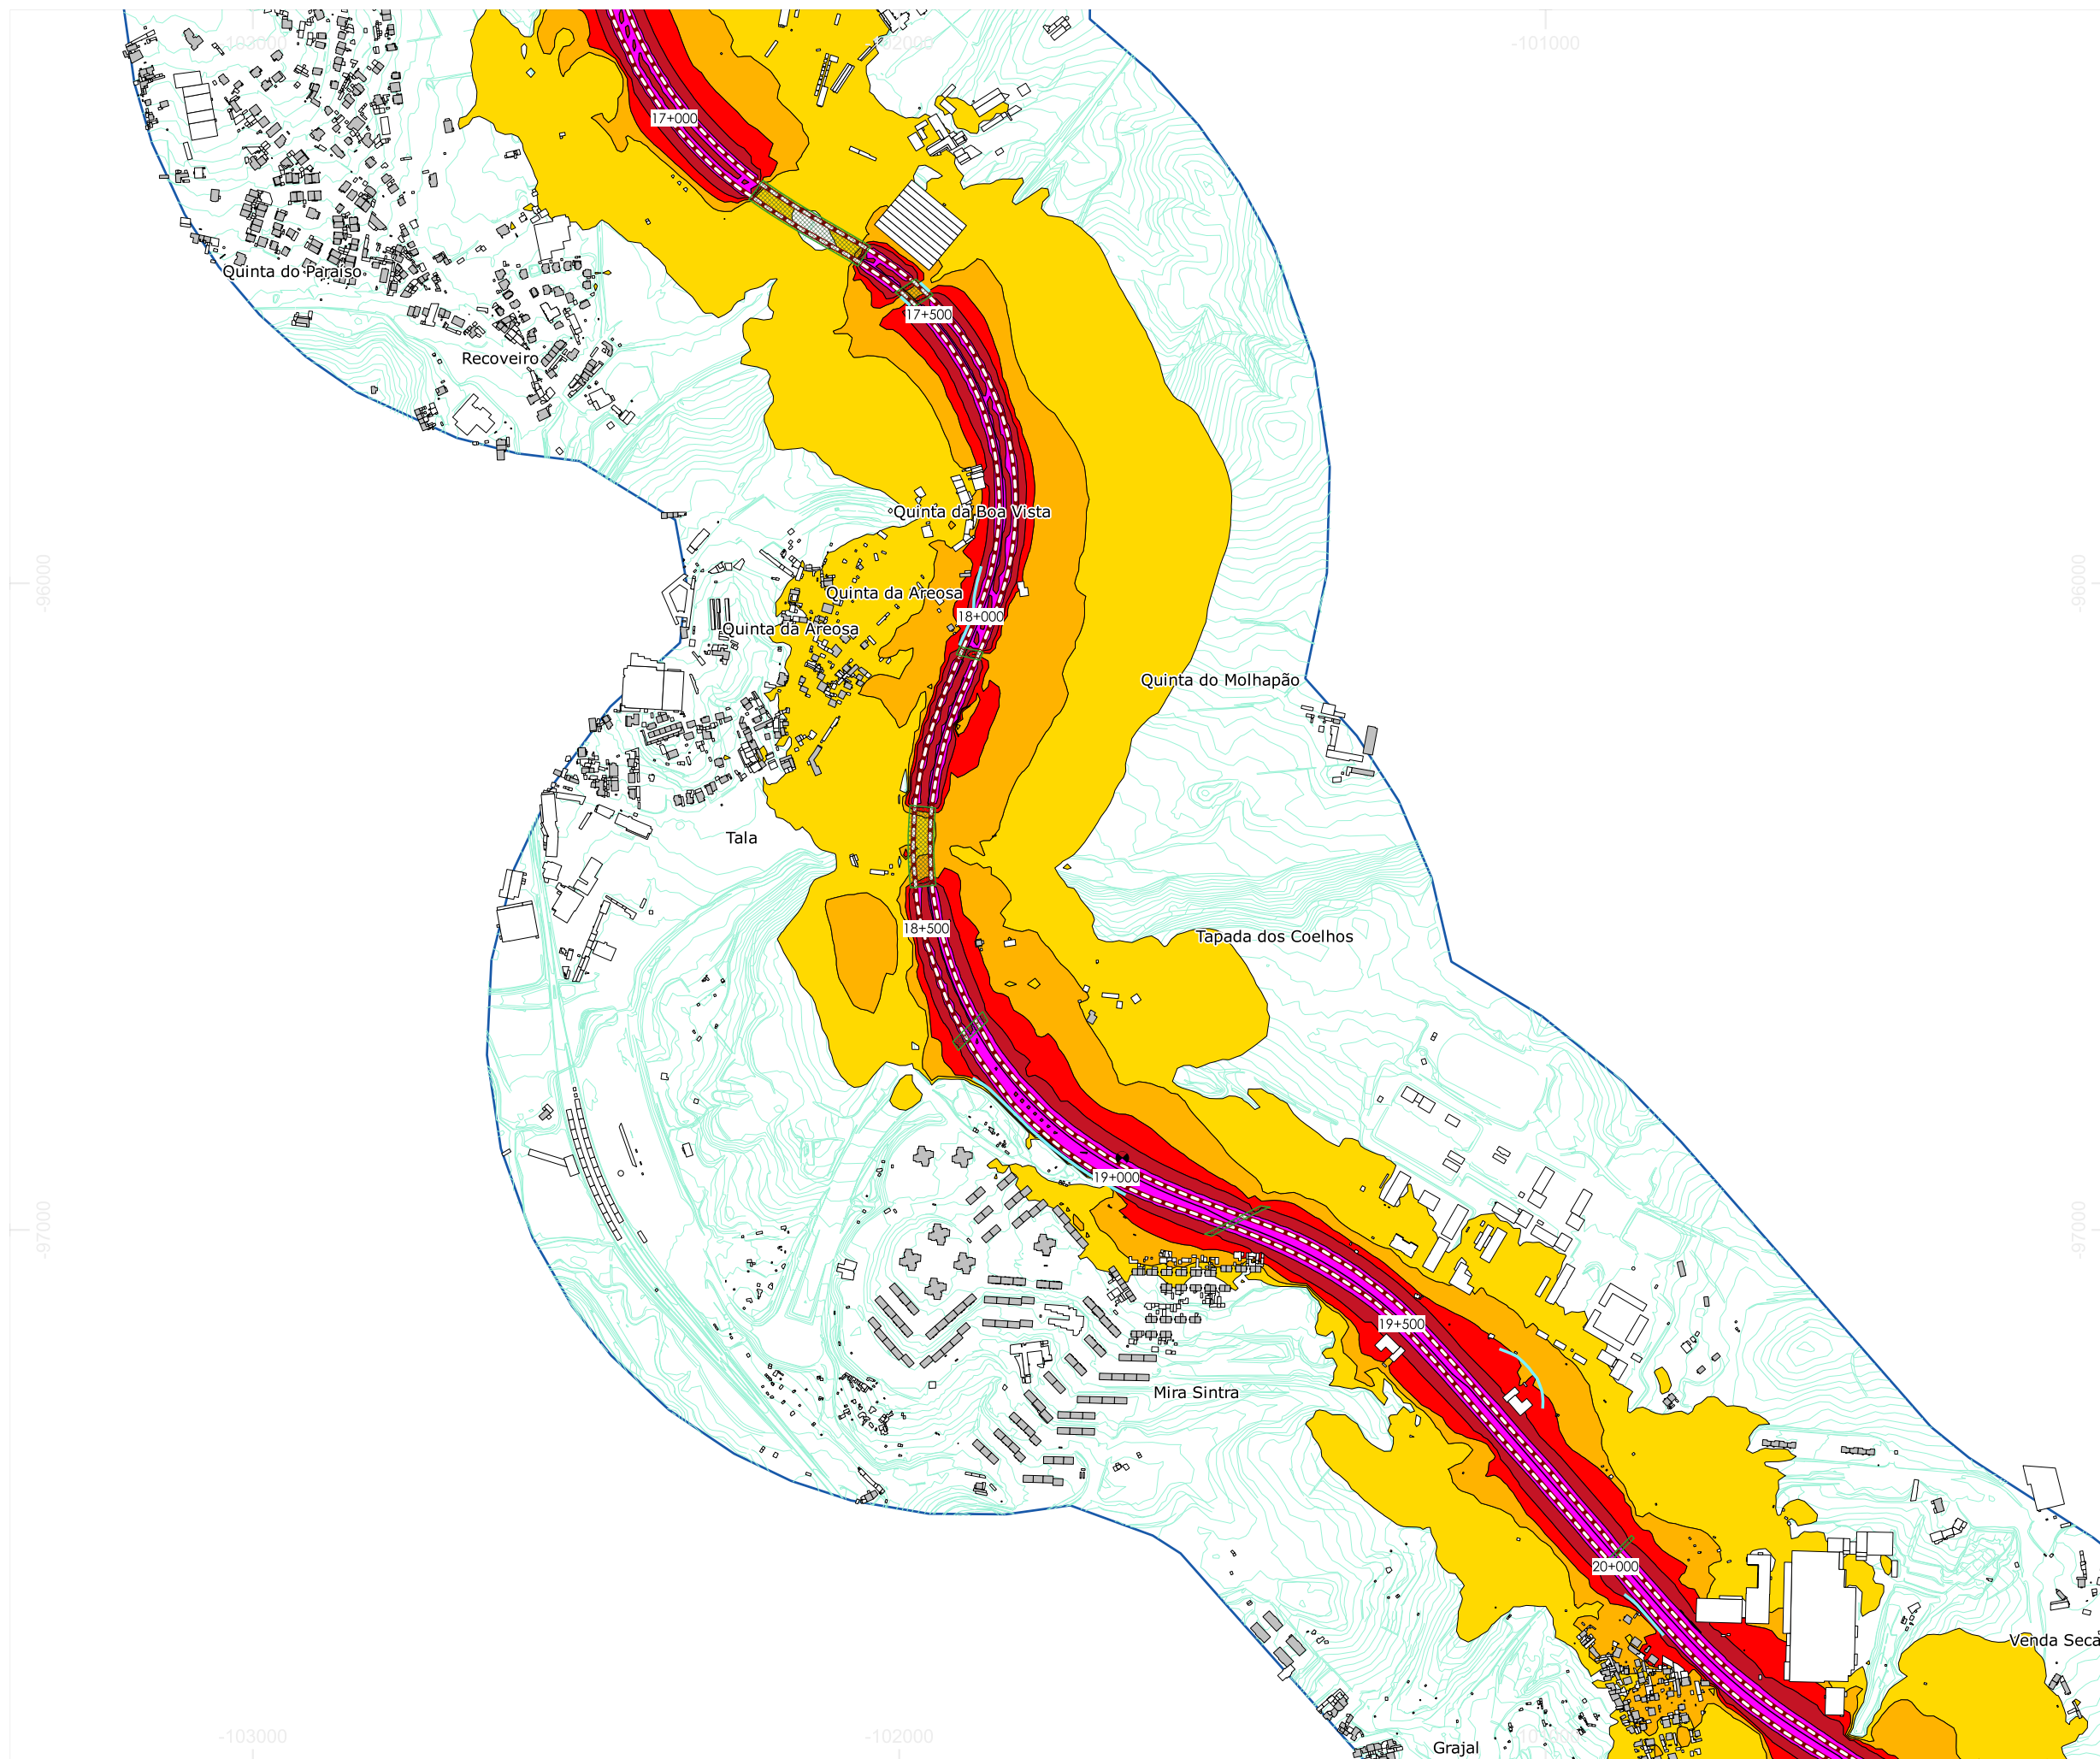 -103000
-102000
-101000
17+000
Quinta do Paraiso
17+500
Recoveiro
Quinta da Boa Vista
-96000
-96000
Quinta da Areosa
18+000
Quinta da Areosa
Quinta do Molhapão
Tala
18+500
Tapada dos Coelhos
19+000
-97000
-97000
19+500
Mira Sintra
20+000
Venda Seca
-103000
-102000
Grajal